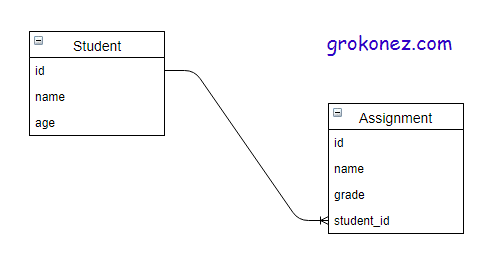 Student
id
name
age
grokonez.com
Assignment
id
name
grade
student_id